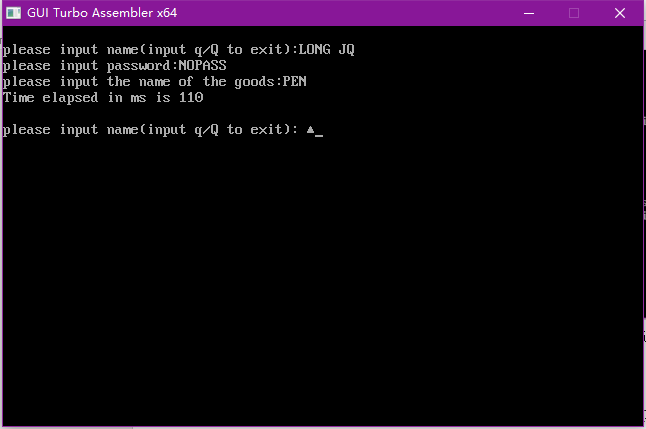 GUI Turbo Assembler x64
please input name(input q/Q to exit):LONG JQ
please input password:NOPASS
please input the name of the goods:PEN
Time elapsed in ms is 110
please input name(input q/Q to exit): ▲_